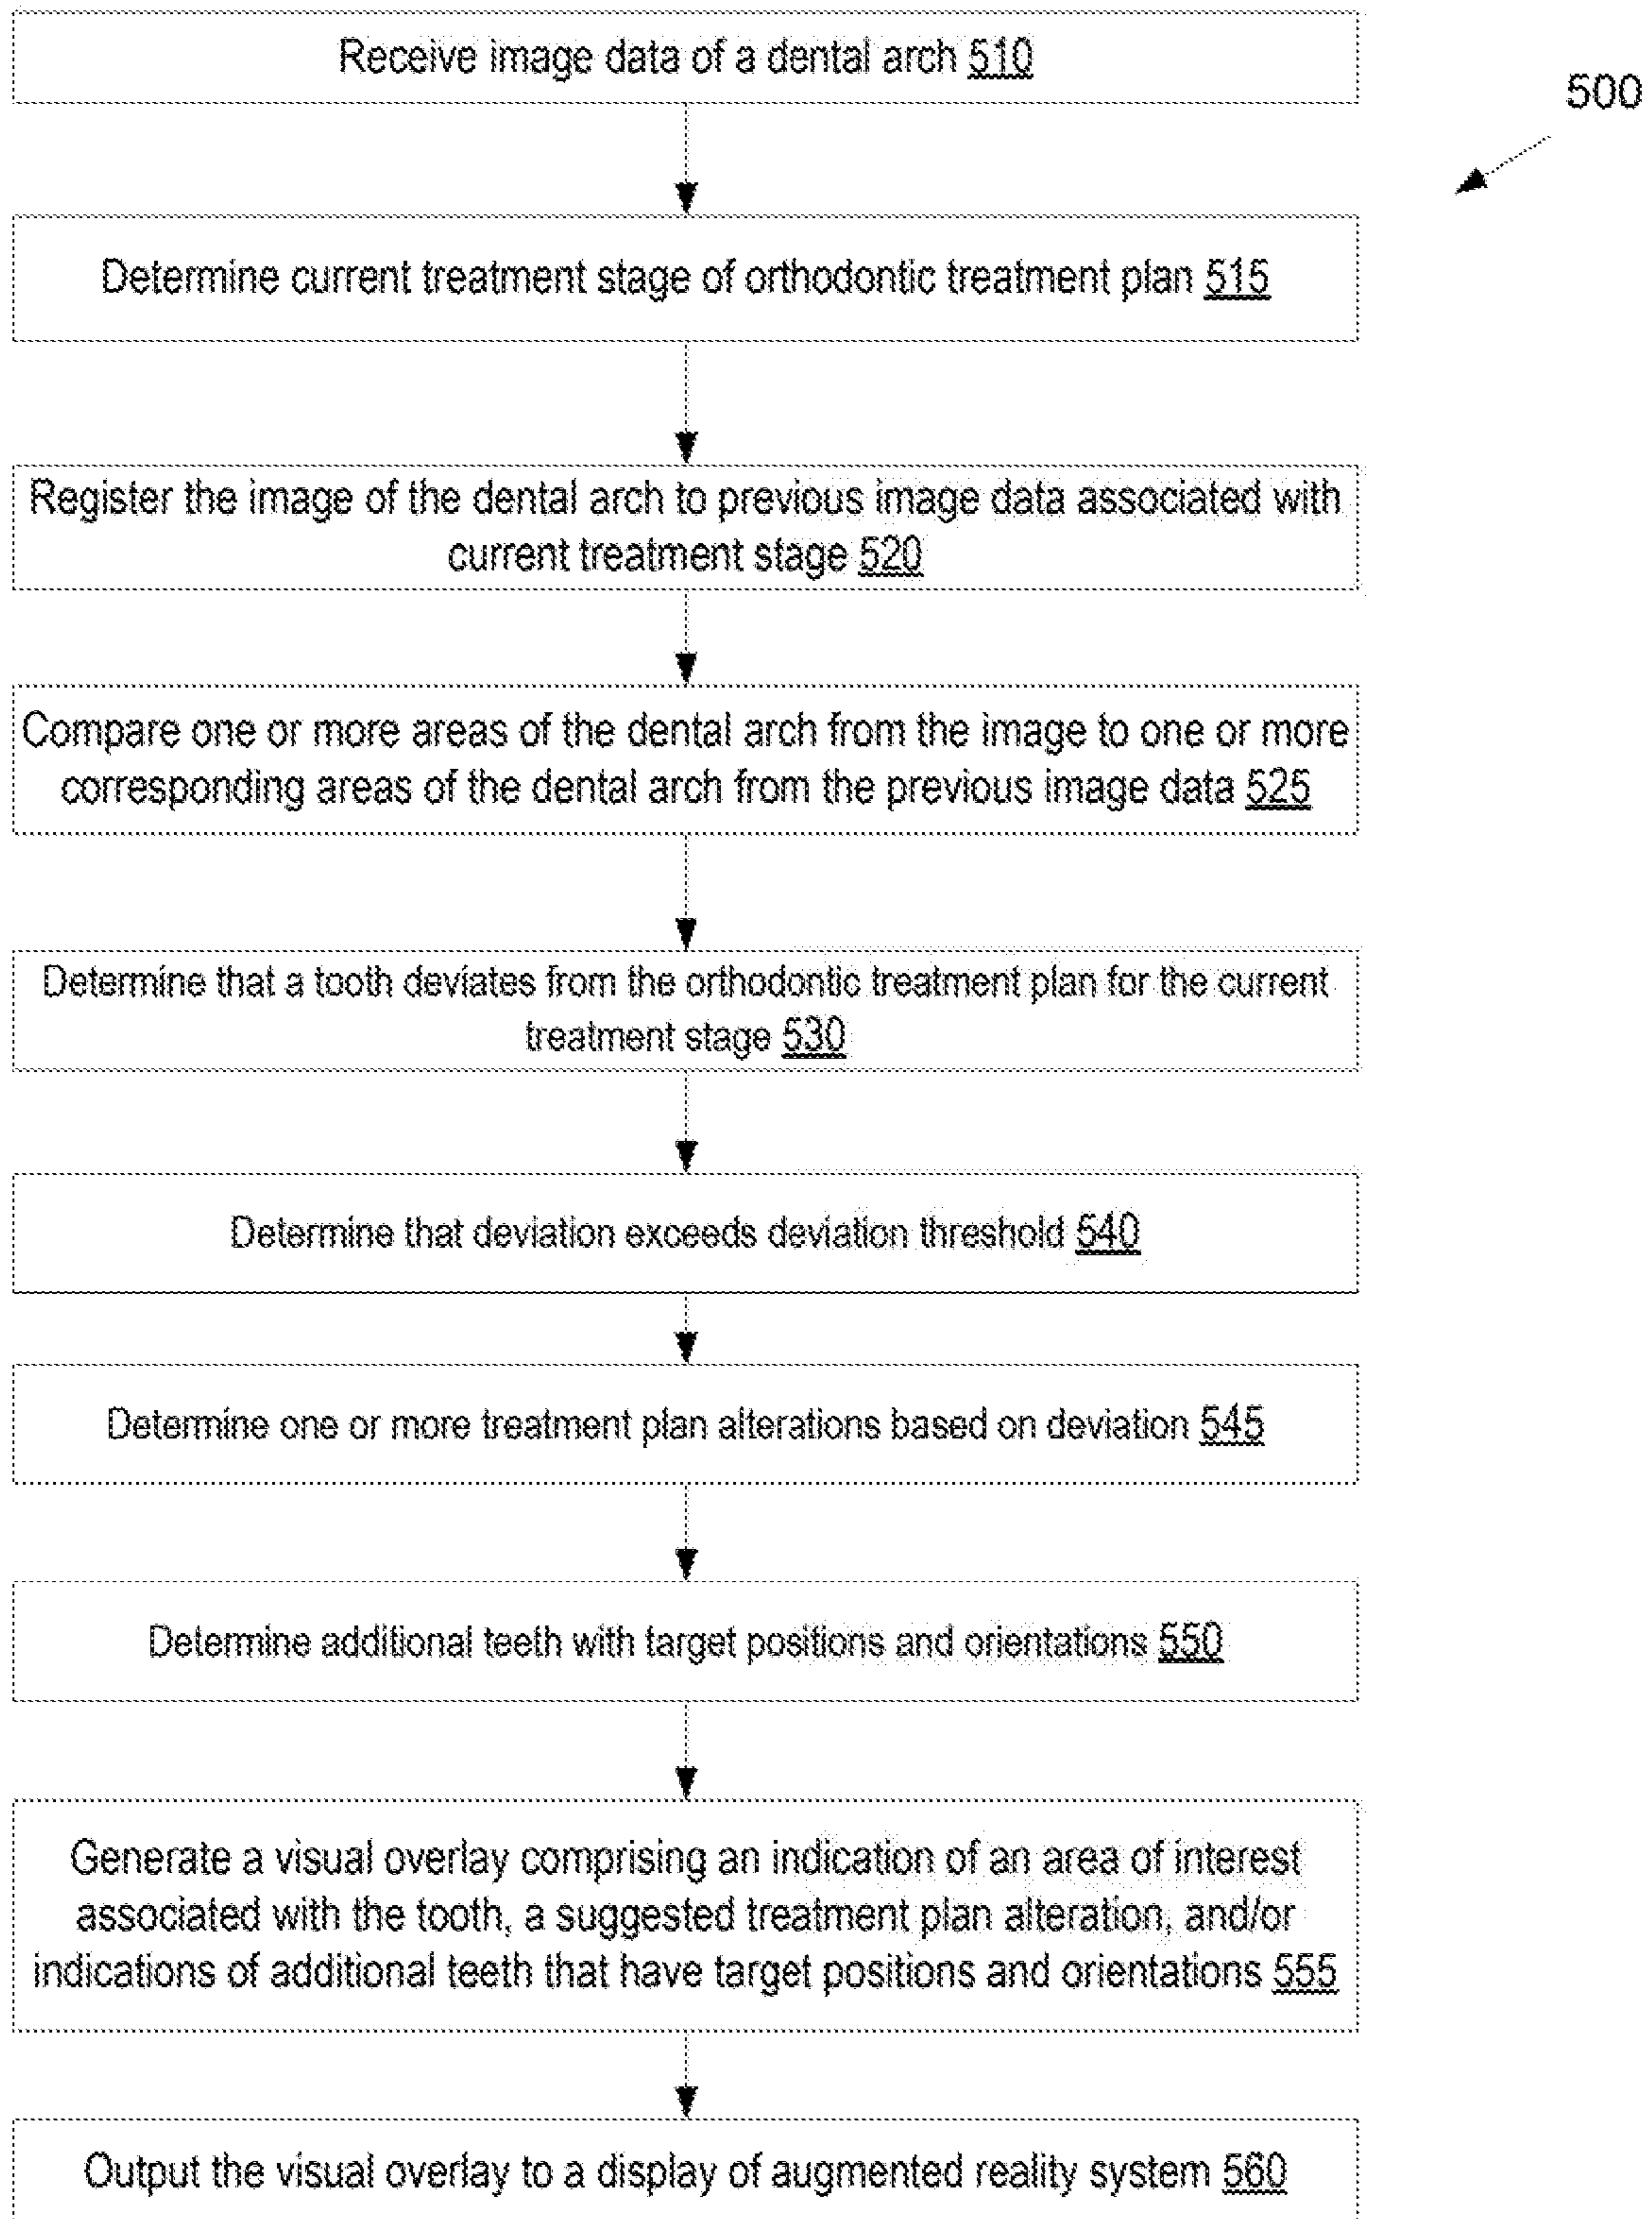 Receive image data of a dental arch 510
500
Determine current treatment stage of orthodontic treatment plan 515
Register the image of the dental arch to previous image data associated with
current treatment stage 520
Compare one or more areas of the dental arch from the image to one or more
corresponding areas of the dental arch from the previous image data 525
Determine that a tooth deviates from the orthodontic treatment plan for the current
treatment stage 530
Determine that deviation exceeds deviation threshold 540
Determine one or more treatment plan alterations based on deviation 545
Determine additional teeth with target positions and orientations 550
Generate a visual overlay comprising an indication of an area of interest
associated with the tooth, a suggested treatment plan alteration, and/or
indications of additional teeth that have target positions and orientations 555
Output the visual overlay to a display of augmented reality system 560